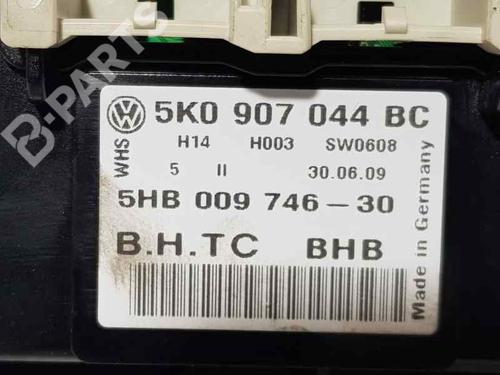 5K0 907 044 BC
WHS
H14 H003 SW0608
5 II 30.06.09
5HB 009 746-30
B.H.TC BHB
Made in Germany
B-PARTS